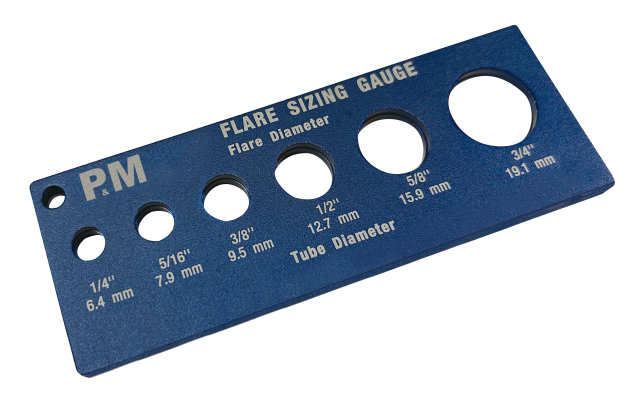 FLARE SIZING GAUGE
Flare Diameter
P&M
1/4"
6.4 mm
5/16"
7.9 mm
3/8"
9.5 mm
1/2"
12.7 mm
5/8"
15.9 mm
3/4"
19.1 mm
Tube Diameter